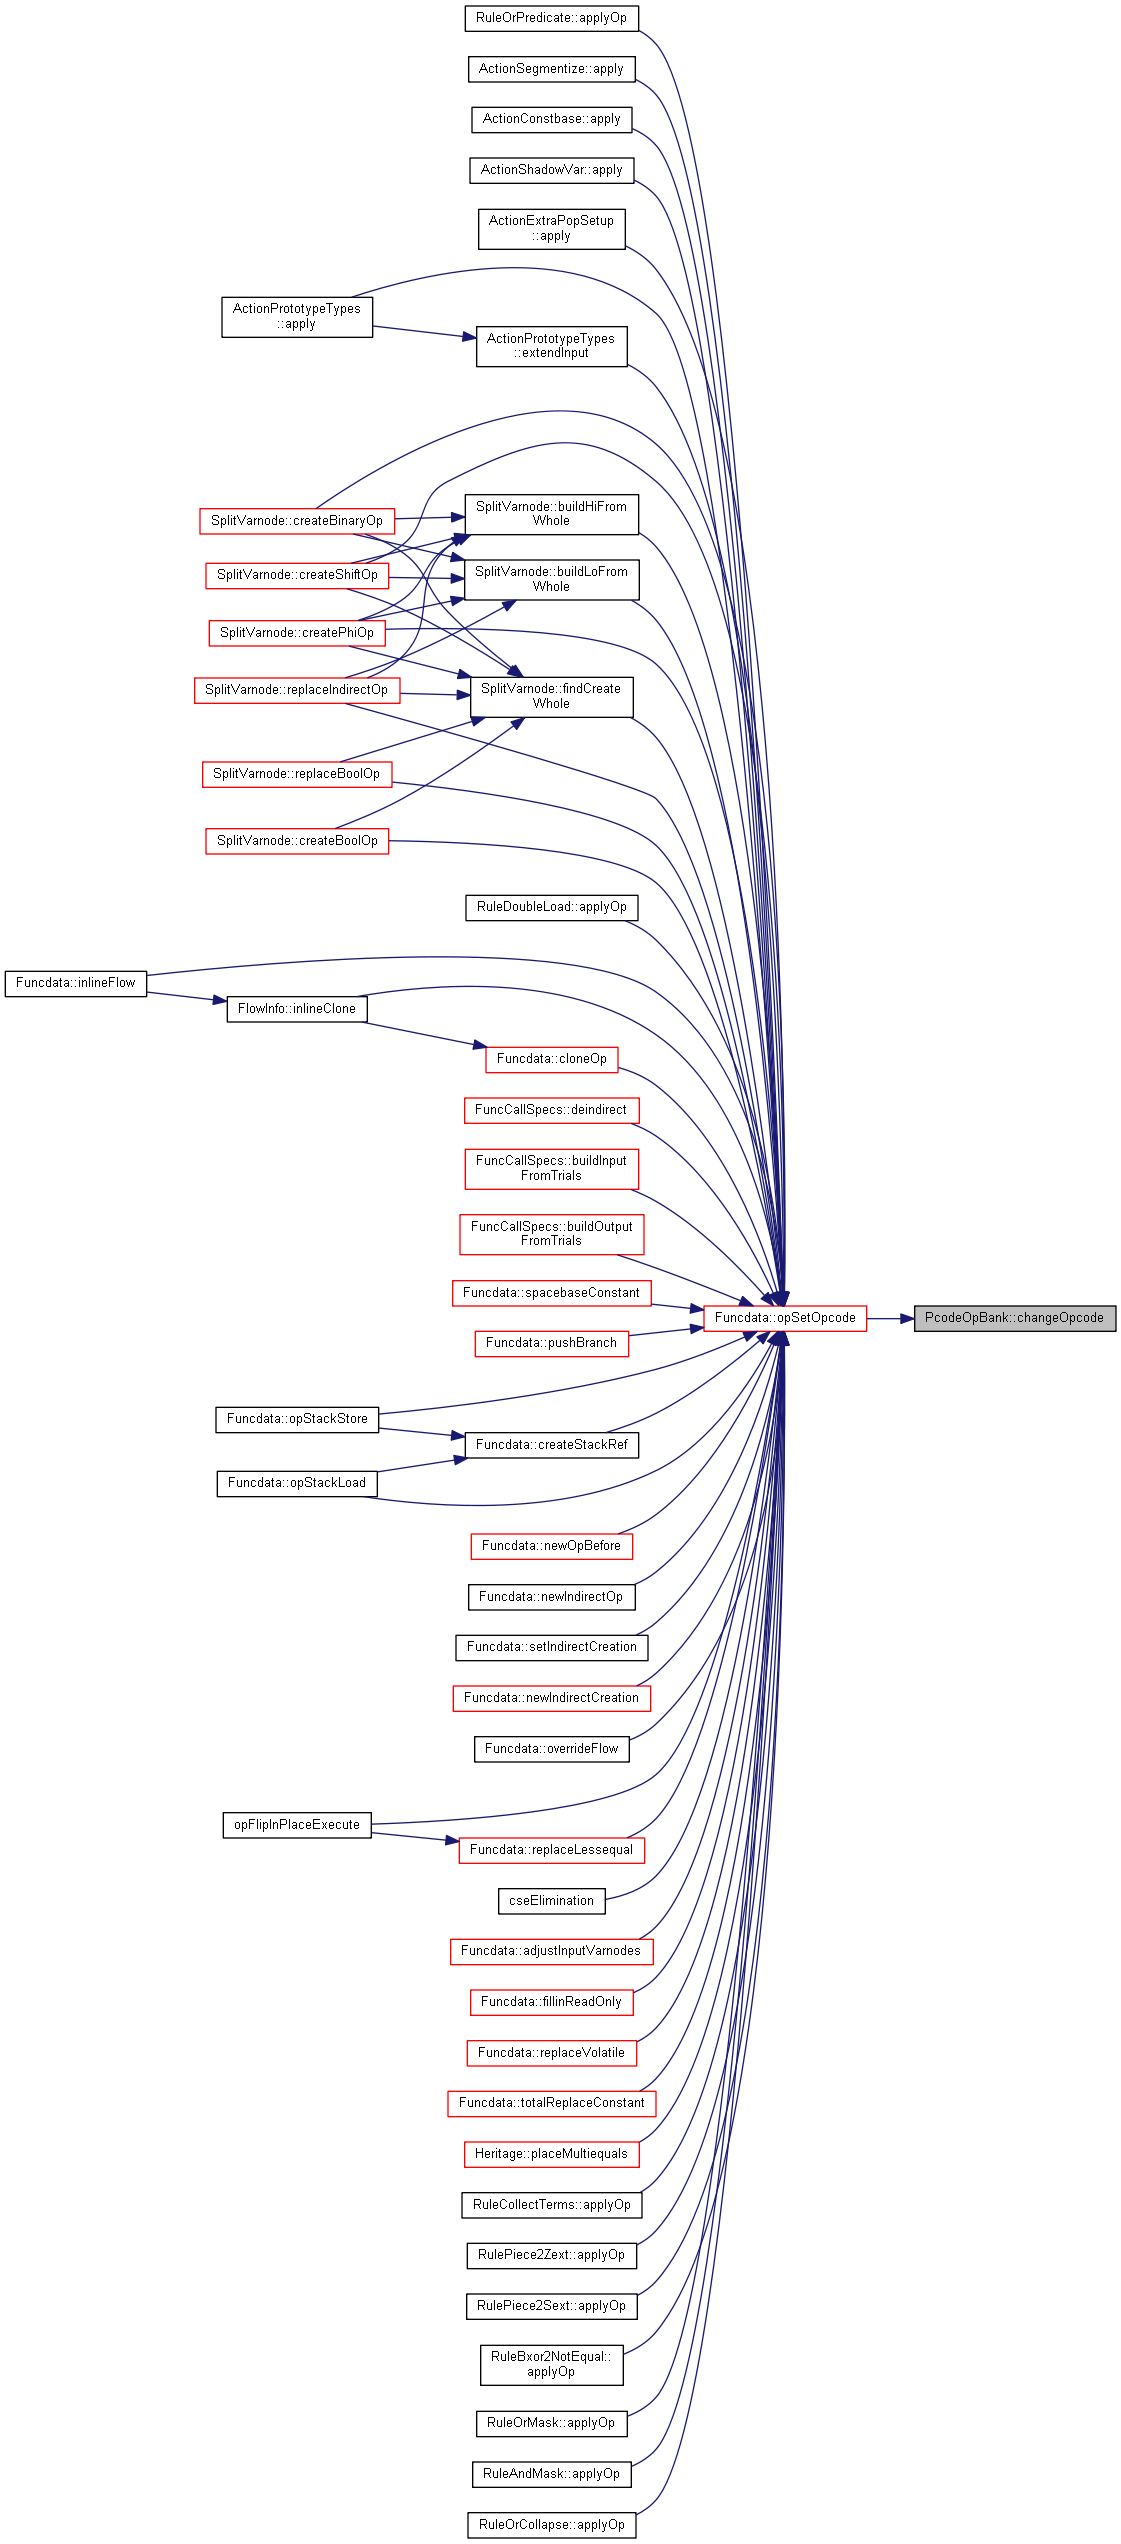 RuleOrPredicate::applyOp
ActionSegmentize::apply
ActionConstbase::apply
ActionShadowVar::apply
ActionExtraPopSetup
::apply
ActionPrototypeTypes
::apply
ActionPrototypeTypes
::extendInput
SplitVarnode::buildHiFrom
Whole
SplitVarnode::createBinaryOp
SplitVarnode::buildLoFrom
Whole
SplitVarnode::createShiftOp
SplitVarnode::createPhiOp
SplitVarnode::replaceIndirectOp
SplitVarnode::findCreate
Whole
SplitVarnode::replaceBoolOp
SplitVarnode::createBoolOp
RuleDoubleLoad::applyOp
Funcdata::inlineFlow
FlowInfo::inlineClone
Funcdata::cloneOp
FuncCallSpecs::deindirect
FuncCallSpecs::buildInput
FromTrials
FuncCallSpecs::buildOutput
FromTrials
Funcdata::spacebaseConstant
Funcdata::opSetOpcode
PcodeOpBank::changeOpcode
Funcdata::pushBranch
Funcdata::opStackStore
Funcdata::createStackRef
Funcdata::opStackLoad
Funcdata::newOpBefore
Funcdata::newIndirectOp
Funcdata::setIndirectCreation
Funcdata::newIndirectCreation
Funcdata::overrideFlow
opFlipInPlaceExecute
Funcdata::replaceLessequal
cseElimination
Funcdata::adjustInputVarnodes
Funcdata::fillinReadOnly
Funcdata::replaceVolatile
Funcdata::totalReplaceConstant
Heritage::placeMultiequals
RuleCollectTerms::applyOp
RulePiece2Zext::applyOp
RulePiece2Sext::applyOp
RuleBxor2NotEqual::
applyOp
RuleOrMask::applyOp
RuleAndMask::applyOp
RuleOrCollapse::applyOp